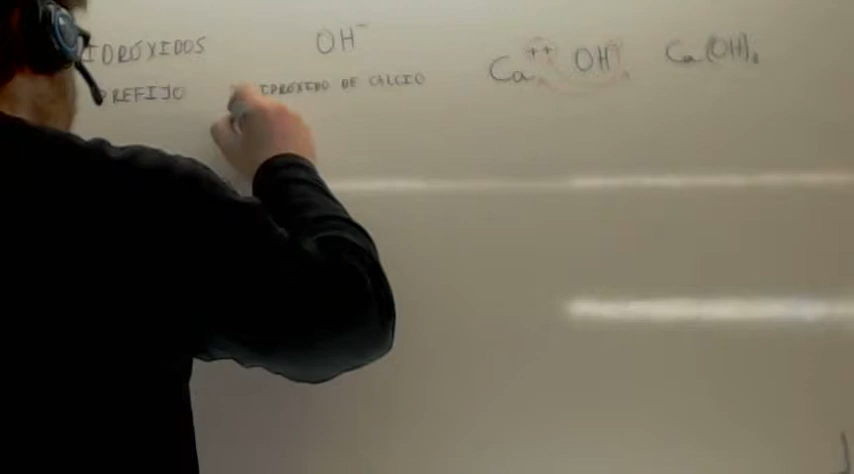 IDRÓXIDOS OH⁻
PREFIJO IDRÓXIDO DE CALCIO Ca⁺⁺ OH⁻ Ca(OH)₂